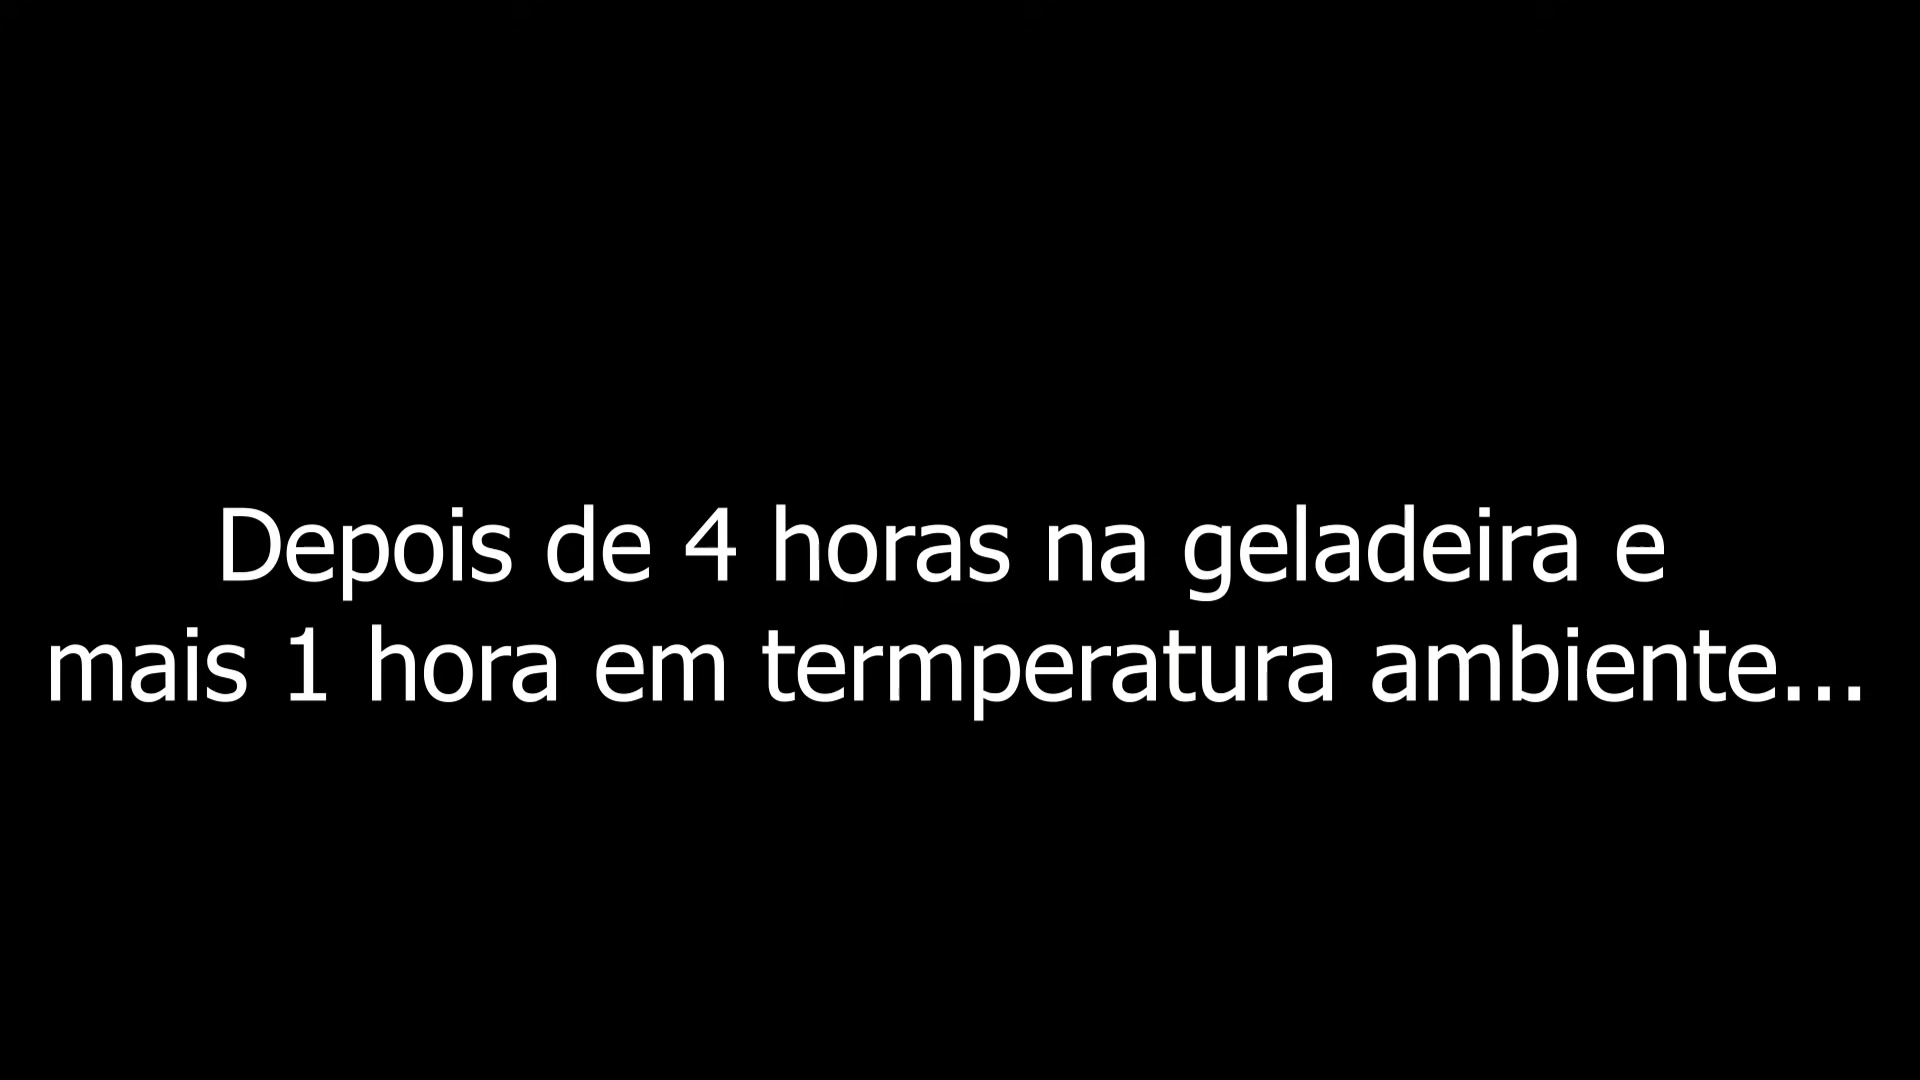 Depois de 4 horas na geladeira e
mais 1 hora em termperatura ambiente...